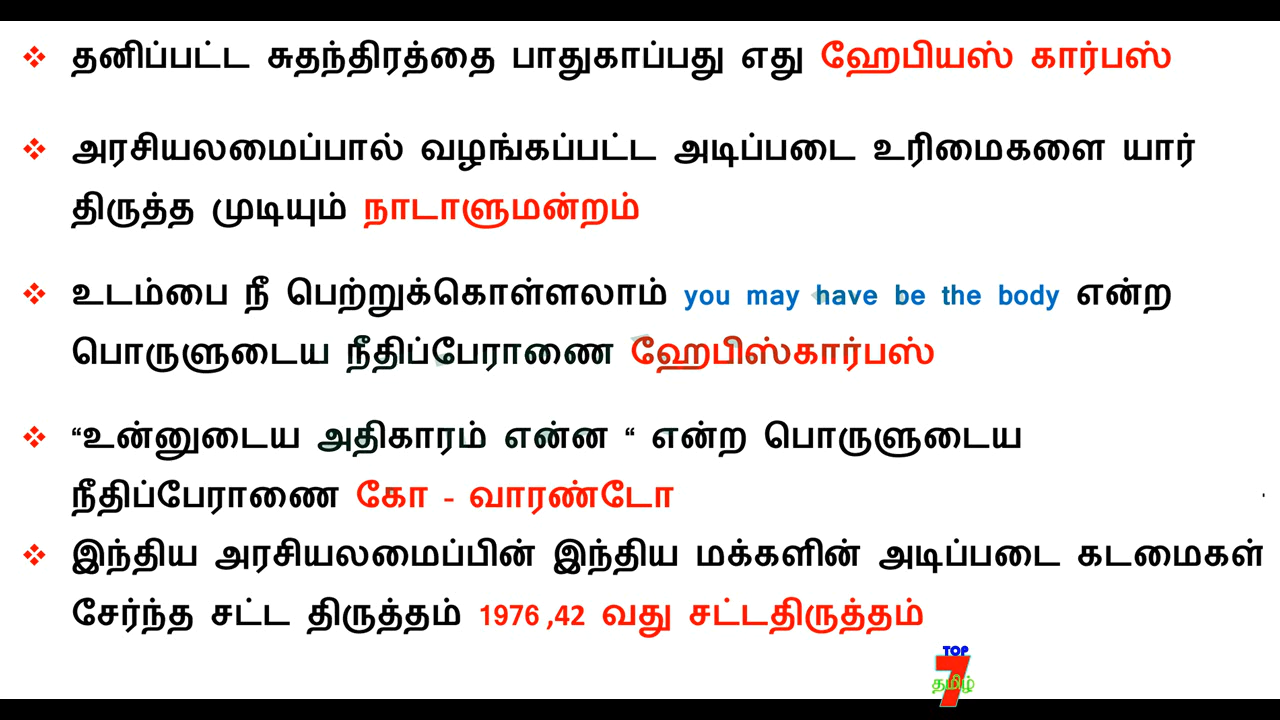 ❖ தனிப்பட்ட சுதந்திரத்தை பாதுகாப்பது எது ஹேபியஸ் கார்பஸ்
❖ அரசியலமைப்பால் வழங்கப்பட்ட அடிப்படை உரிமைகளை யார்
திருத்த முடியும் நாடாளுமன்றம்
❖ உடம்பை நீ பெற்றுக்கொள்ளலாம் you may have be the body என்ற
பொருளுடைய நீதிப்பேராணை ஹேபிஸ்கார்பஸ்
❖ “உன்னுடைய அதிகாரம் என்ன “ என்ற பொருளுடைய
நீதிப்பேராணை கோ - வாரண்டோ
❖ இந்திய அரசியலமைப்பின் இந்திய மக்களின் அடிப்படை கடமைகள்
சேர்ந்த சட்ட திருத்தம் 1976 ,42 வது சட்டதிருத்தம்
TOP
7
தமிழ்